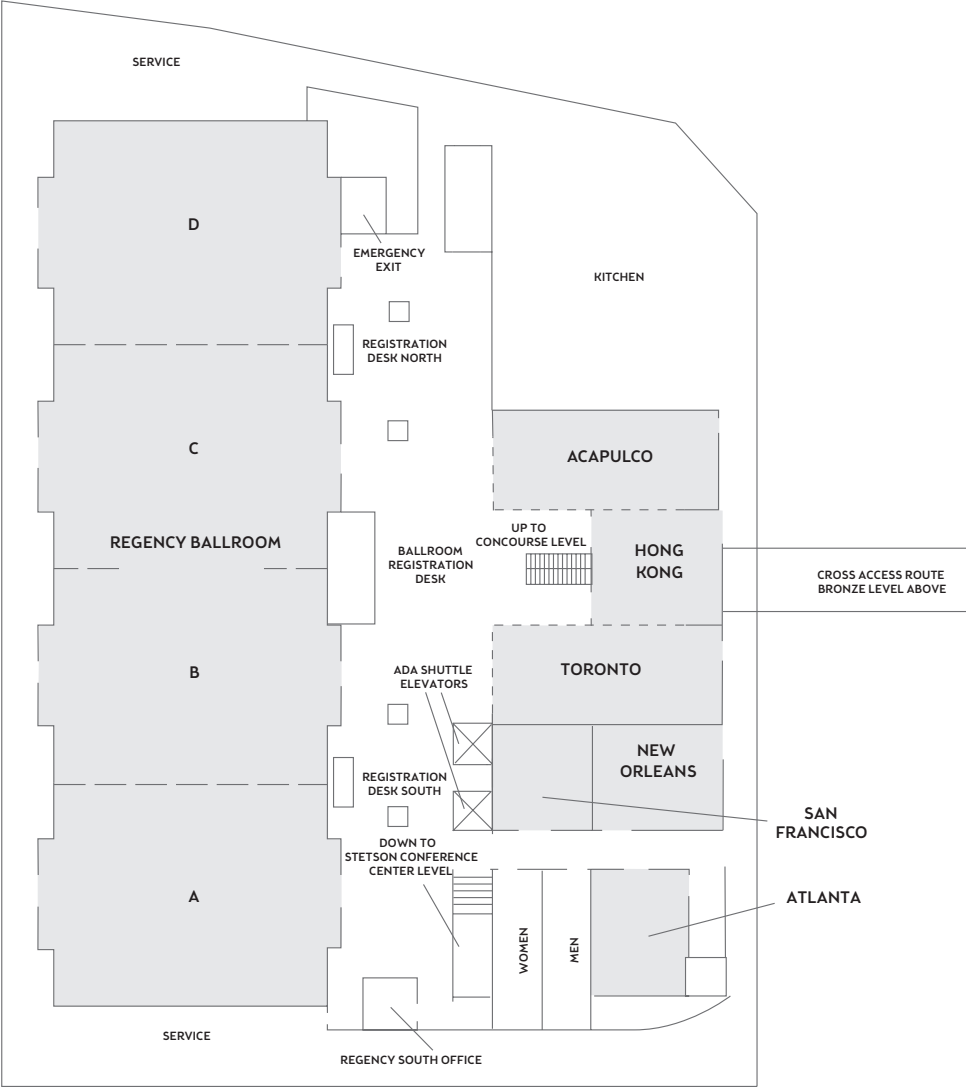 SERVICE
D
EMERGENCY
EXIT
KITCHEN
REGISTRATION
DESK NORTH
C
ACAPULCO
REGENCY BALLROOM
UP TO
CONCOURSE LEVEL
BALLROOM
REGISTRATION
DESK
HONG
KONG
CROSS ACCESS ROUTE
BRONZE LEVEL ABOVE
B
ADA SHUTTLE
ELEVATORS
TORONTO
NEW
ORLEANS
REGISTRATION
DESK SOUTH
SAN
FRANCISCO
DOWN TO
STETSON CONFERENCE
CENTER LEVEL
A
ATLANTA
WOMEN
MEN
SERVICE
REGENCY SOUTH OFFICE